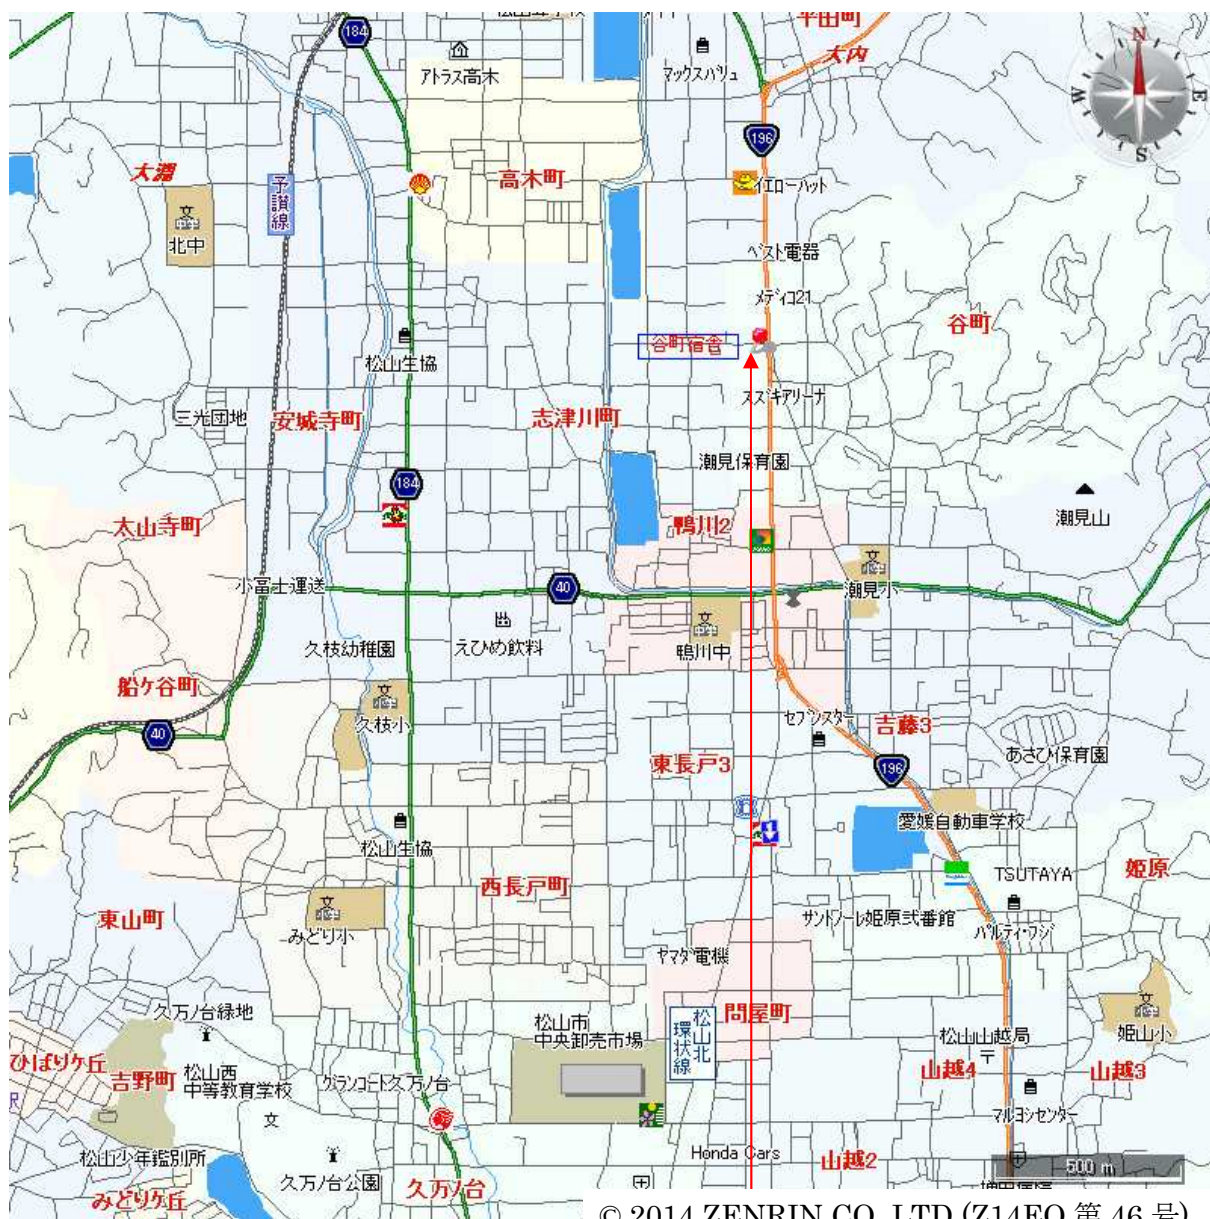 平田町
184
アトラス高木
マックスバリュ
大内
N
W
E
S
196
大淵
予讃線
高木町
イエローハット
北中
ベスト電器
メディコ21
谷町
谷町宿舎
松山生協
スズキアリーナ
三光団地
安城寺町
志津川町
潮見保育園
184
潮見山
太山寺町
鴨川2
小富士運送
40
潮見小
久枝幼稚園
えひめ飲料
鴨川中
船ケ谷町
久枝小
セブンスター
吉藤3
40
東長戸3
あさひ保育園
196
愛媛自動車学校
松山生協
西長戸町
TSUTAYA
姫原
東山町
みどり小
サントノーレ姫原弐番館
パルティ・フジ
ヤマダ電機
久万ノ台緑地
松山市
中央卸売市場
松山北
環状線
問屋町
松山山越局
姫山小
ひばりケ丘
吉野町
松山西
中等教育学校
グランコート久万ノ台
山越4
山越3
マルヨシセンター
松山少年鑑別所
Honda Cars
山越2
500 m
みどりケ丘
久万ノ台公園
久万ノ台
© 2014 ZENRIN CO., LTD.(Z14EO 第 46 号)